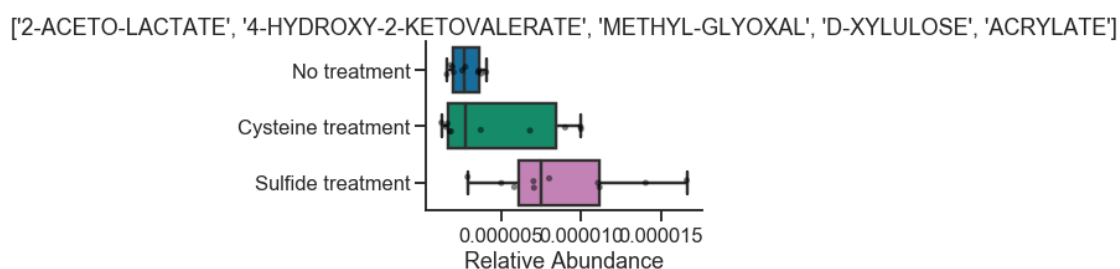 ['2-ACETO-LACTATE', '4-HYDROXY-2-KETOVALERATE', 'METHYL-GLYOXAL', 'D-XYLULOSE', 'ACRYLATE']
No treatment
Cysteine treatment
Sulfide treatment
0.000005 0.000010 0.000015
Relative Abundance